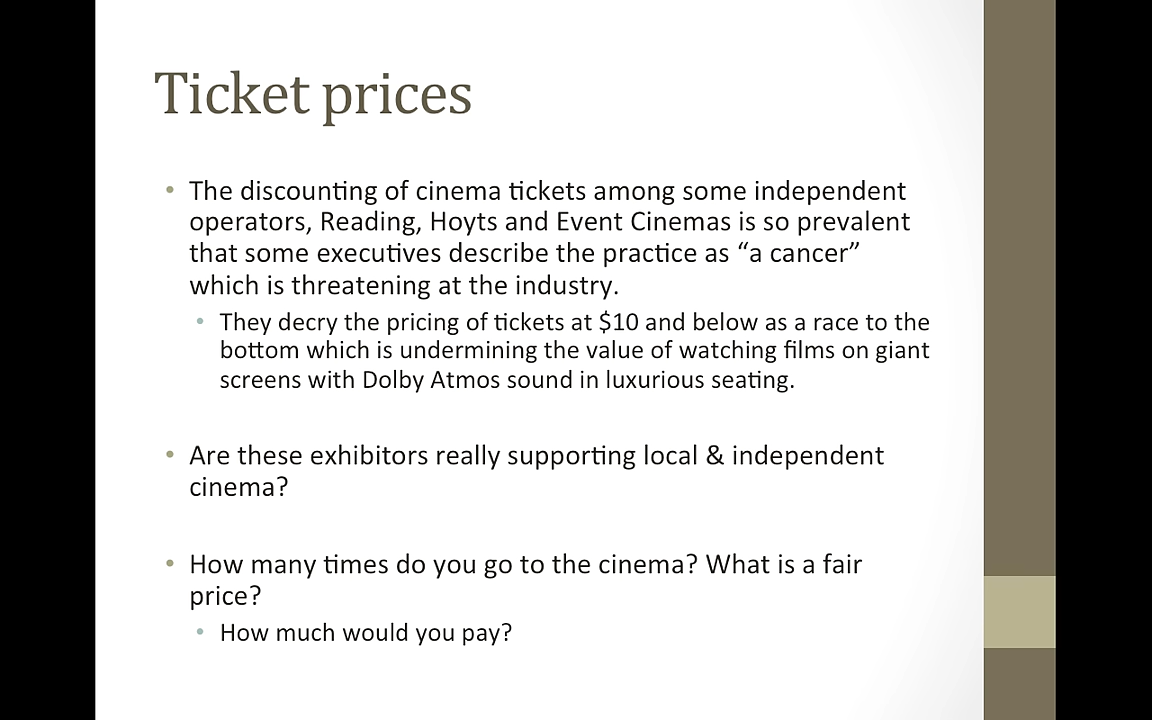 Ticket prices
• The discounting of cinema tickets among some independent
operators, Reading, Hoyts and Event Cinemas is so prevalent
that some executives describe the practice as “a cancer”
which is threatening at the industry.
• They decry the pricing of tickets at $10 and below as a race to the
bottom which is undermining the value of watching films on giant
screens with Dolby Atmos sound in luxurious seating.
• Are these exhibitors really supporting local & independent
cinema?
• How many times do you go to the cinema? What is a fair
price?
• How much would you pay?